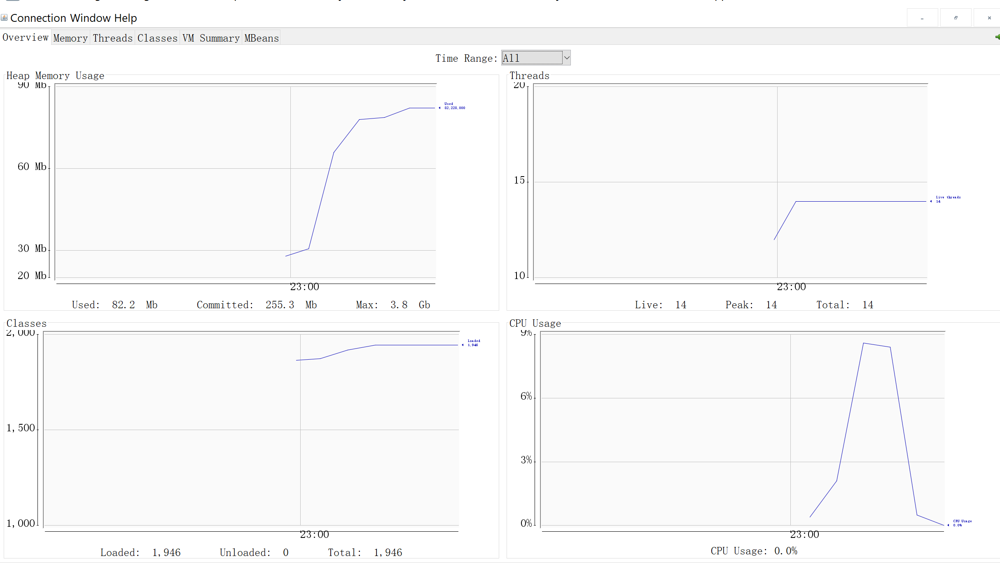 Connection Window Help
Overview Memory Threads Classes VM Summary MBeans
Time Range: All
Heap Memory Usage
90 Mb
60 Mb
30 Mb
20 Mb
Used
82,228,000
23:00
Used: 82.2 Mb Committed: 255.3 Mb Max: 3.8 Gb
Threads
20
15
10
Live threads
14
23:00
Live: 14 Peak: 14 Total: 14
Classes
2,000
1,500
1,000
Loaded
1,946
23:00
Loaded: 1,946 Unloaded: 0 Total: 1,946
CPU Usage
9%
6%
3%
0%
CPU Usage
0.0%
23:00
CPU Usage: 0.0%